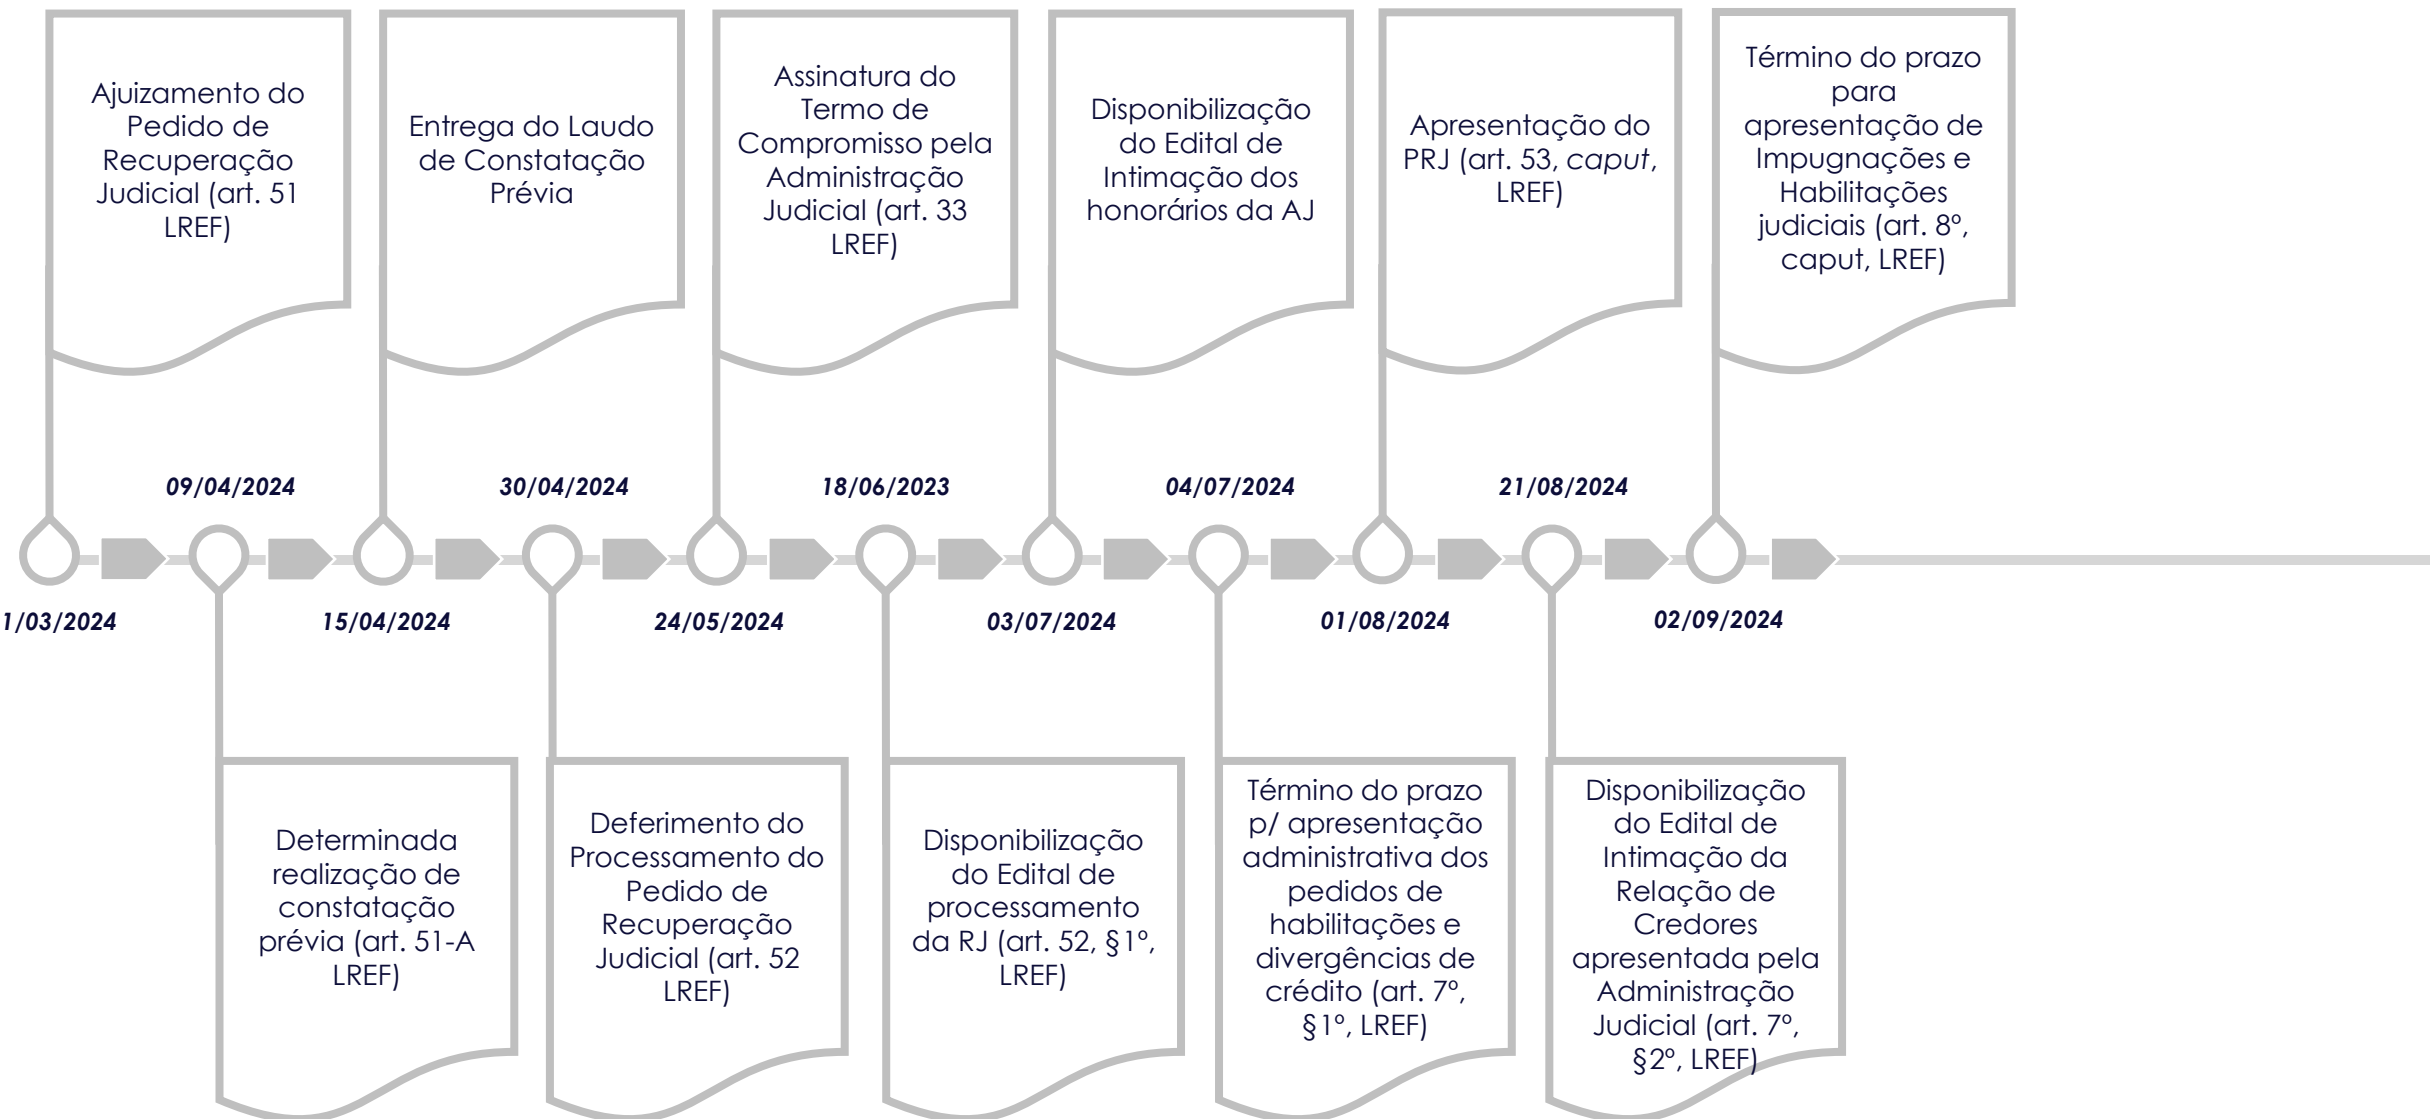 Ajuizamento do
Pedido de
Recuperação
Judicial (art. 51
LREF)
Entrega do Laudo
de Constatação
Prévia
Assinatura do
Termo de
Compromisso pela
Administração
Judicial (art. 33
LREF)
Disponibilização
do Edital de
Intimação dos
honorários da AJ
Apresentação do
PRJ (art. 53, caput,
LREF)
Término do prazo
para
apresentação de
Impugnações e
Habilitações
judiciais (art. 8º,
caput, LREF)
09/04/2024
30/04/2024
18/06/2023
04/07/2024
21/08/2024
1/03/2024
15/04/2024
24/05/2024
03/07/2024
01/08/2024
02/09/2024
Determinada
realização de
constatação
prévia (art. 51-A
LREF)
Deferimento do
Processamento do
Pedido de
Recuperação
Judicial (art. 52
LREF)
Disponibilização
do Edital de
processamento
da RJ (art. 52, §1º,
LREF)
Término do prazo
p/ apresentação
administrativa dos
pedidos de
habilitações e
divergências de
crédito (art. 7º,
§1º, LREF)
Disponibilização
do Edital de
Intimação da
Relação de
Credores
apresentada pela
Administração
Judicial (art. 7º,
§2º, LREF)